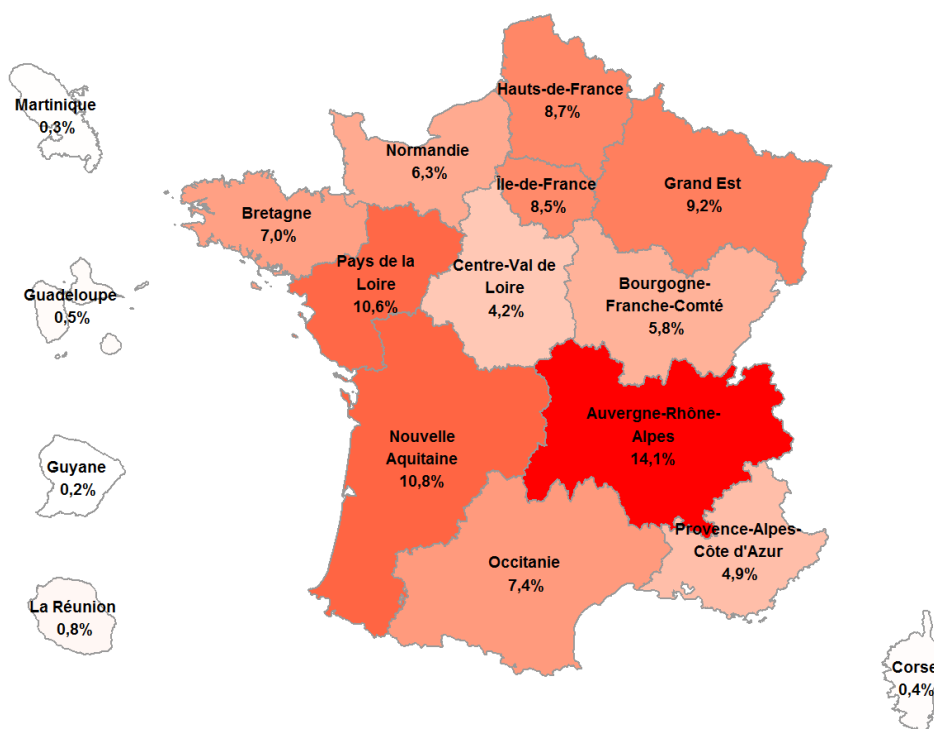 Hauts-de-France
8,7%
Martinique
0,3%
Normandie
6,3%
Île-de-France
8,5%
Grand Est
9,2%
Bretagne
7,0%
Pays de la
Loire
10,6%
Centre-Val de
Loire
4,2%
Bourgogne-
Franche-Comté
5,8%
Guadeloupe
0,5%
Auvergne-Rhône-
Alpes
14,1%
Nouvelle
Aquitaine
10,8%
Guyane
0,2%
Provence-Alpes-
Côte d'Azur
4,9%
Occitanie
7,4%
La Réunion
0,8%
Corse
0,4%